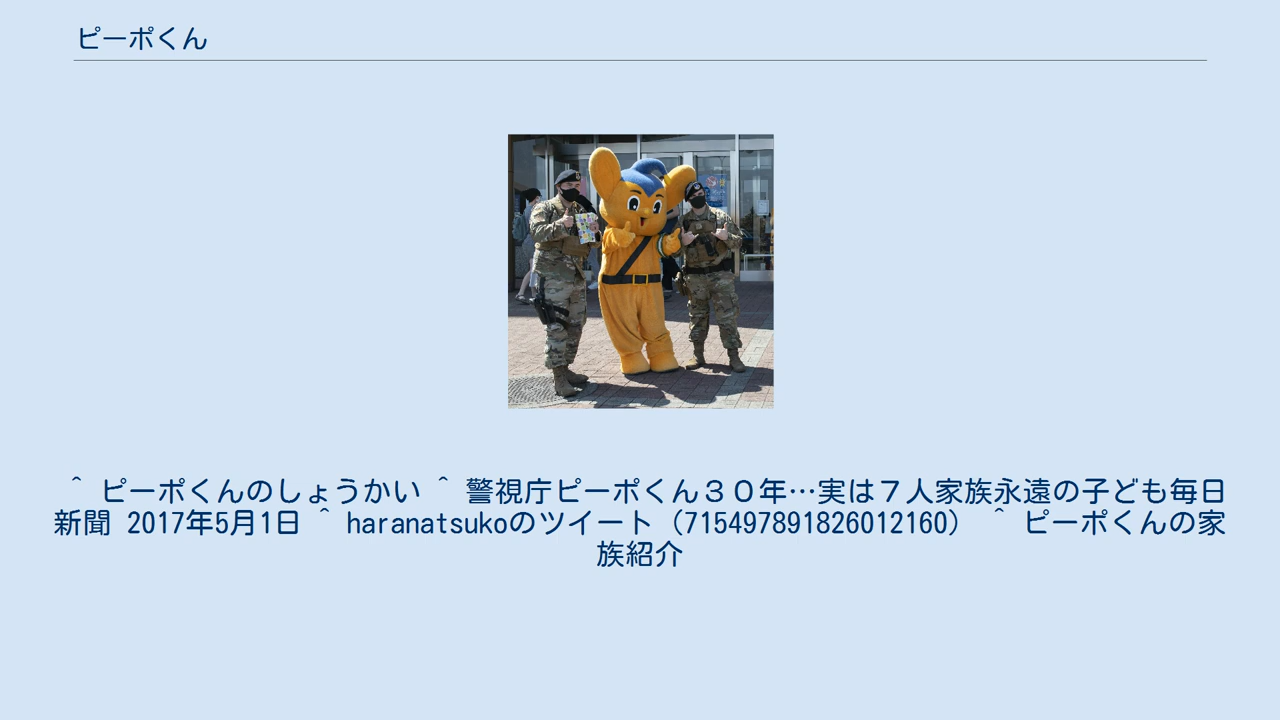 ピーポくん
^ ピーポくんのしょうかい ^ 警視庁ピーポくん３０年…実は７人家族永遠の子ども毎日
新聞 2017年5月1日 ^ haranatsukoのツイート（715497891826012160） ^ ピーポくんの家
族紹介